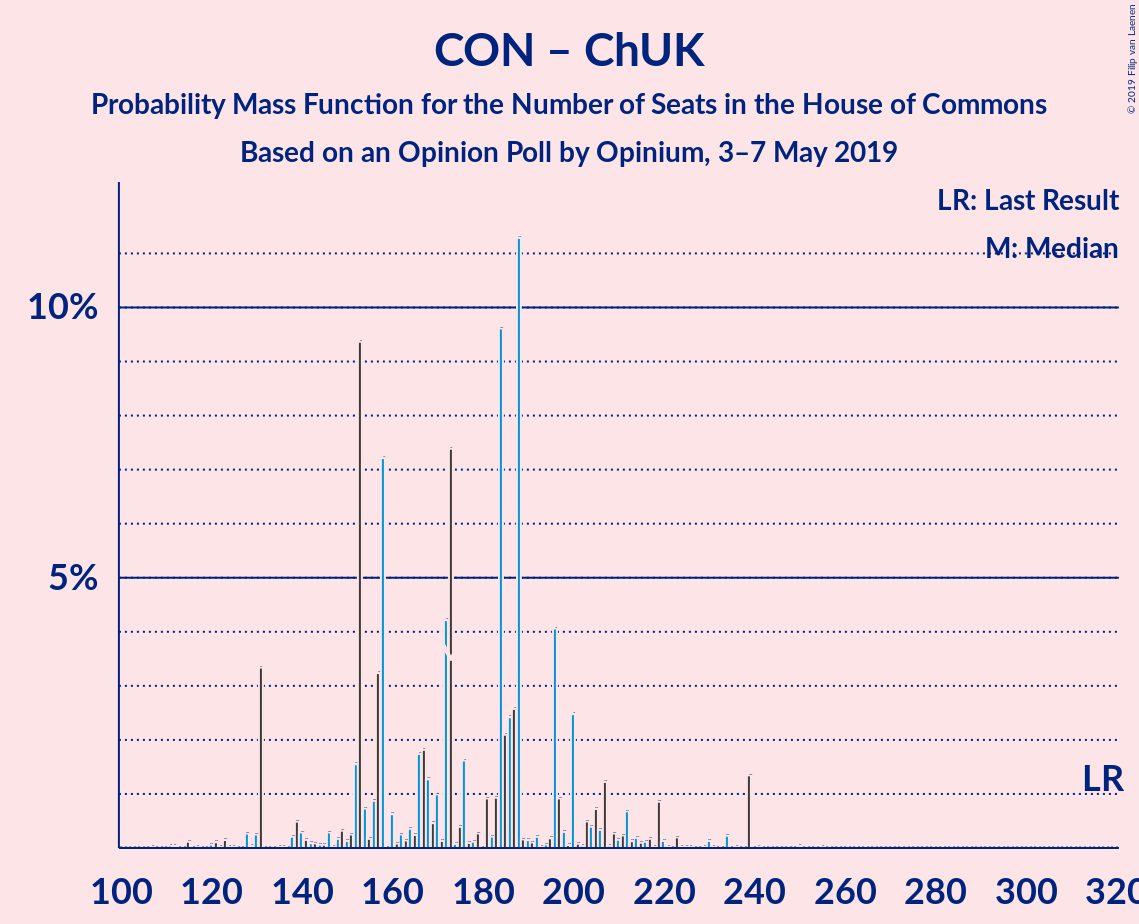 CON – ChUK
Probability Mass Function for the Number of Seats in the House of Commons
Based on an Opinion Poll by Opinium, 3–7 May 2019
© 2019 Filip van Laenen
LR: Last Result
M: Median
10%
5%
LR
100 120 140 160 180 200 220 240 260 280 300 320